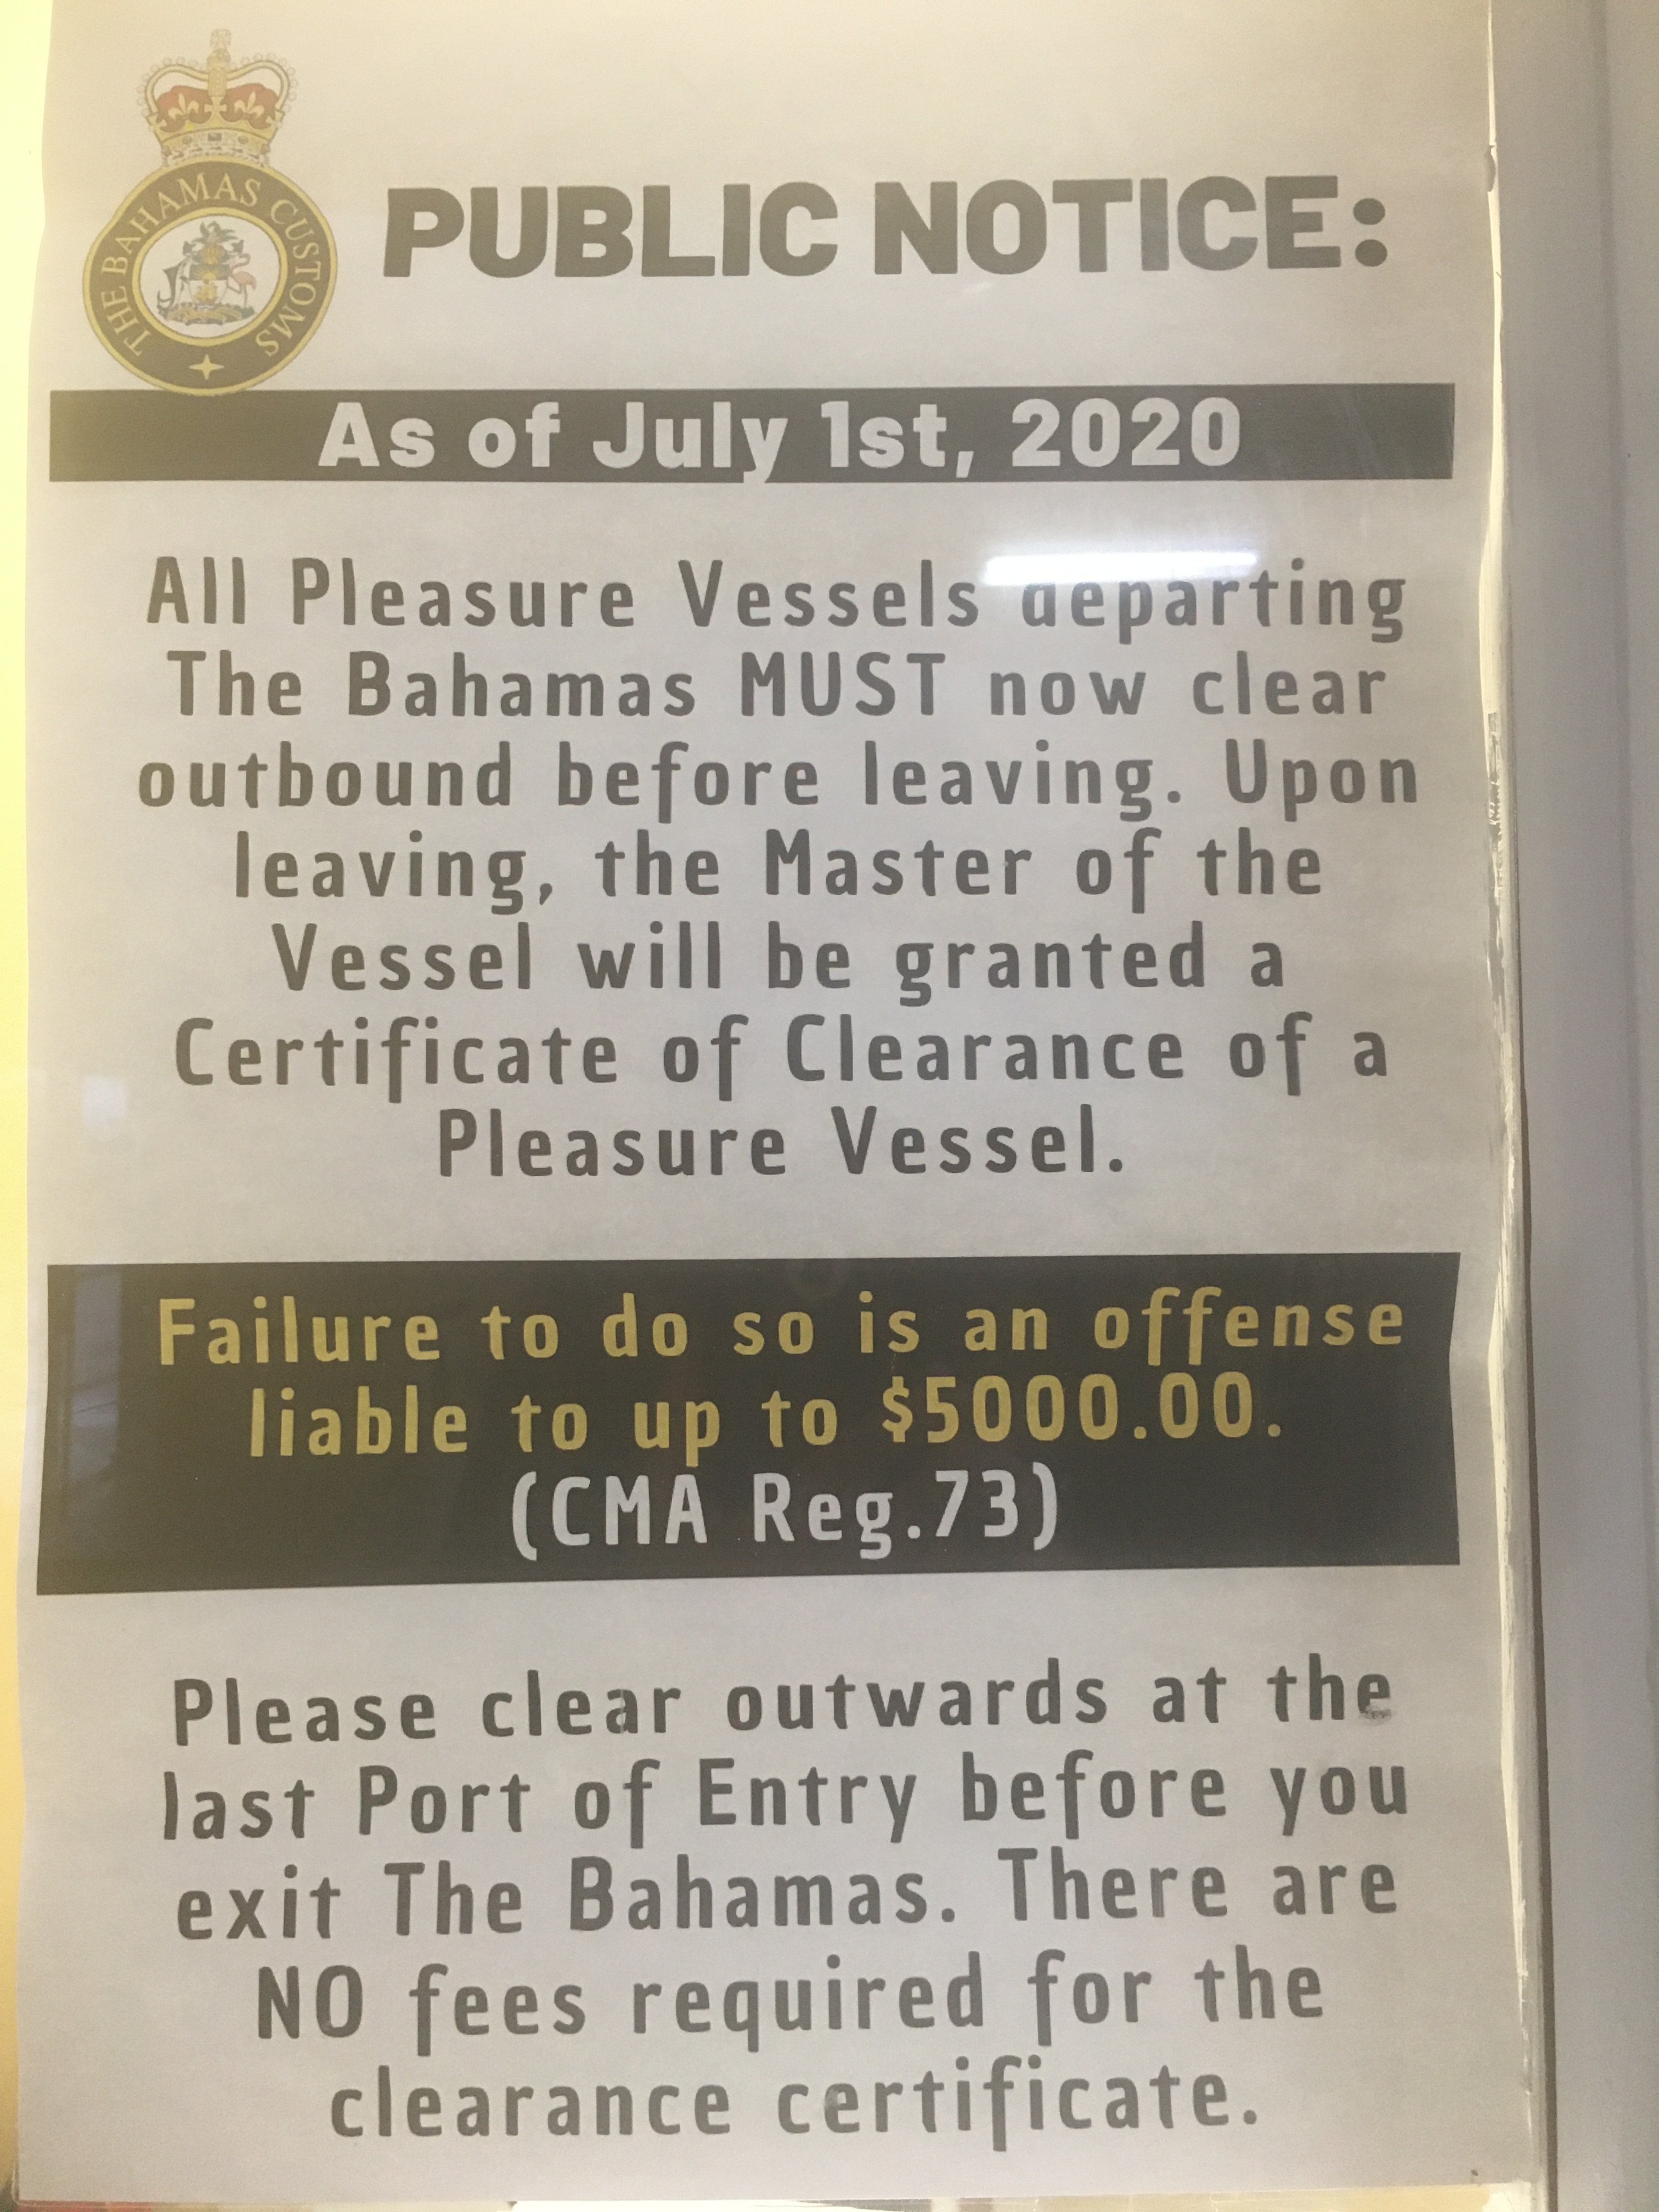 THE BAHAMAS CUSTOMS
PUBLIC NOTICE:
As of July 1st, 2020
All Pleasure Vessels departing
The Bahamas MUST now clear
outbound before leaving. Upon
leaving, the Master of the
Vessel will be granted a
Certificate of Clearance of a
Pleasure Vessel.
Failure to do so is an offense
liable to up to $5000.00.
(CMA Reg.73)
Please clear outwards at the
last Port of Entry before you
exit The Bahamas. There are
NO fees required for the
clearance certificate.